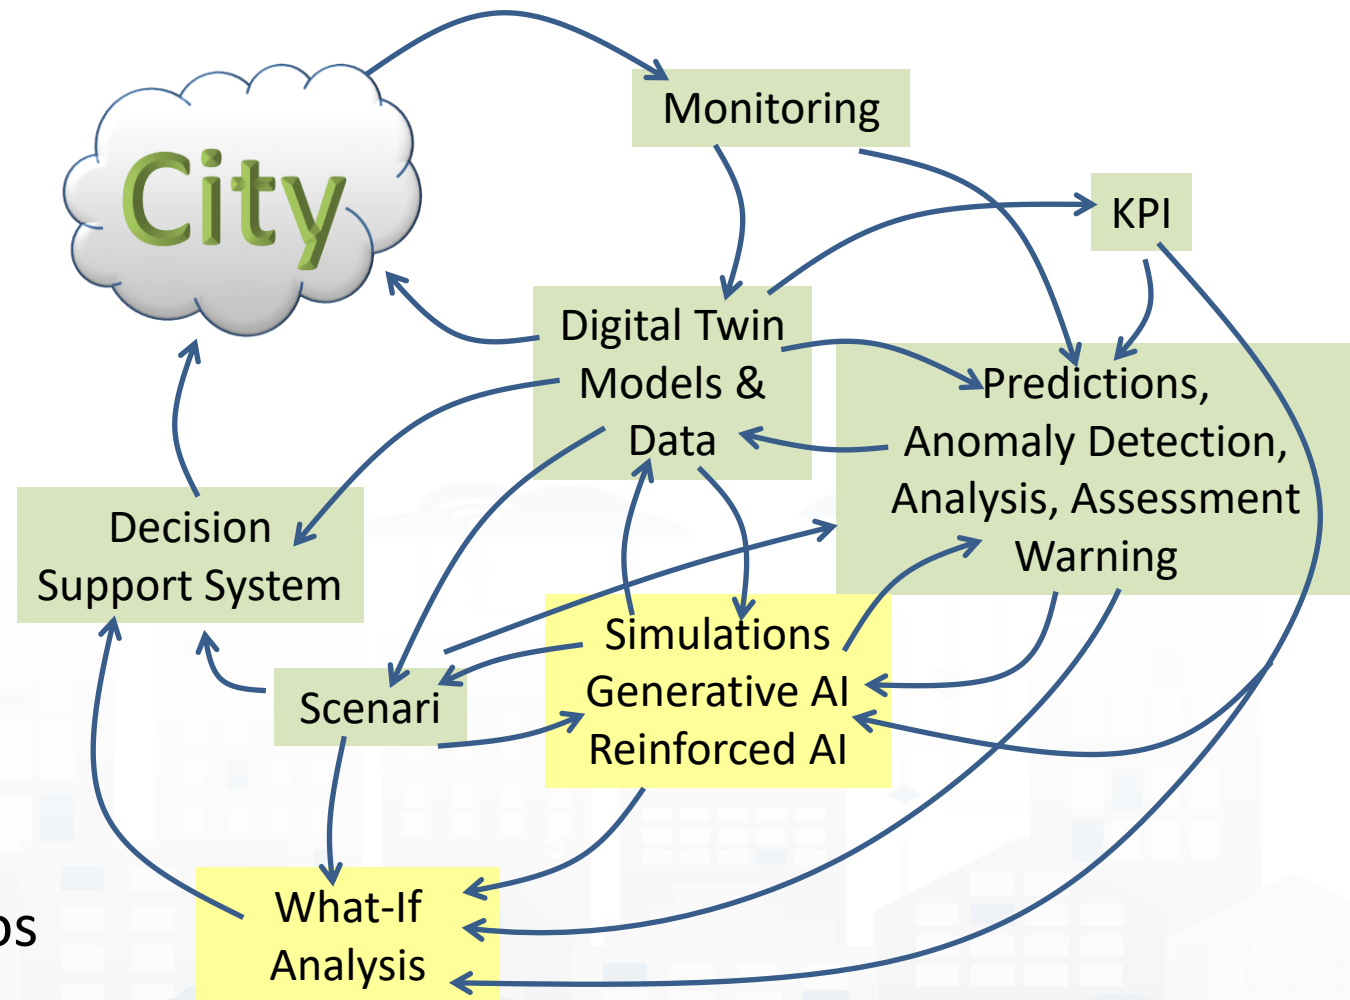 City
Monitoring
KPI
Digital Twin
Models &
Data
Predictions,
Anomaly Detection,
Analysis, Assessment
Warning
Decision
Support System
Simulations
Generative AI
Reinforced AI
Scenari
What-If
Analysis